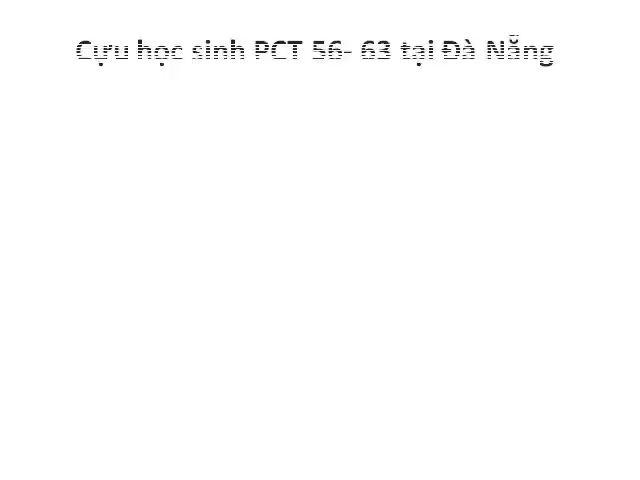 Cựu học sinh PCT 56- 63 tại Đà Nẵng